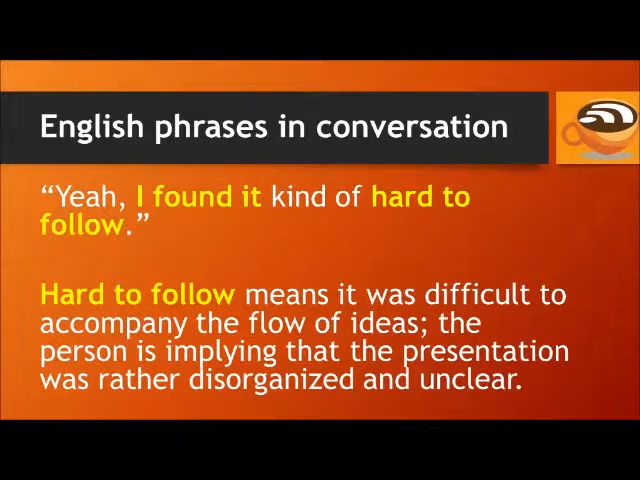 English phrases in conversation
“Yeah, I found it kind of hard to
follow.”
Hard to follow means it was difficult to
accompany the flow of ideas; the
person is implying that the presentation
was rather disorganized and unclear.